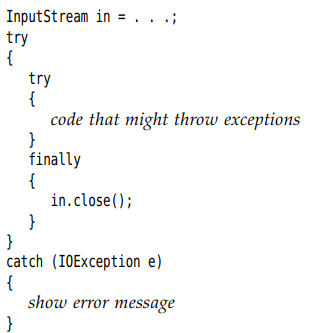 InputStream in = . . .;
try
{
   try
   {
      code that might throw exceptions
   }
   finally
   {
      in.close();
   }
}
catch (IOException e)
{
   show error message
}